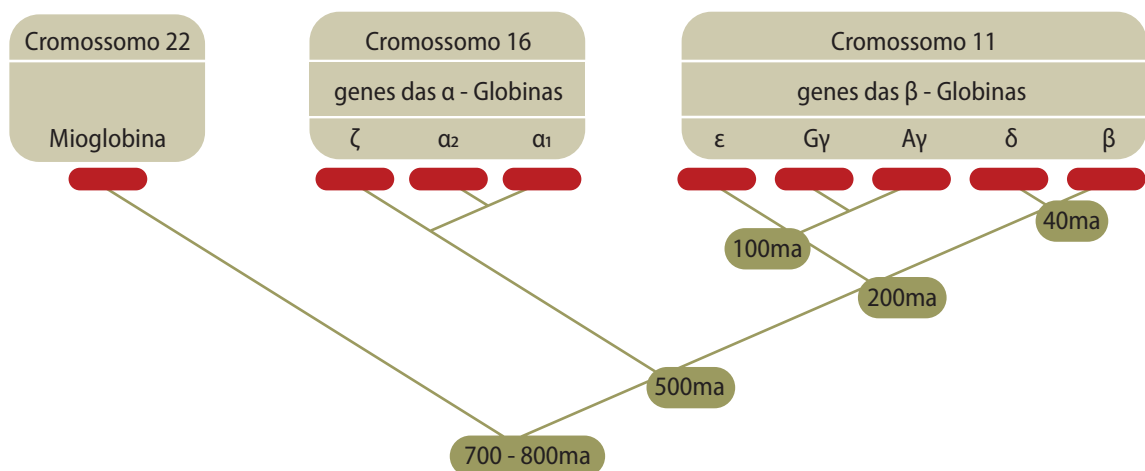 Cromossomo 22
Mioglobina
Cromossomo 16
genes das α - Globinas
ζ α₂ α₁
Cromossomo 11
genes das β - Globinas
ε Gγ Aγ δ β
40ma
100ma
200ma
500ma
700 - 800ma